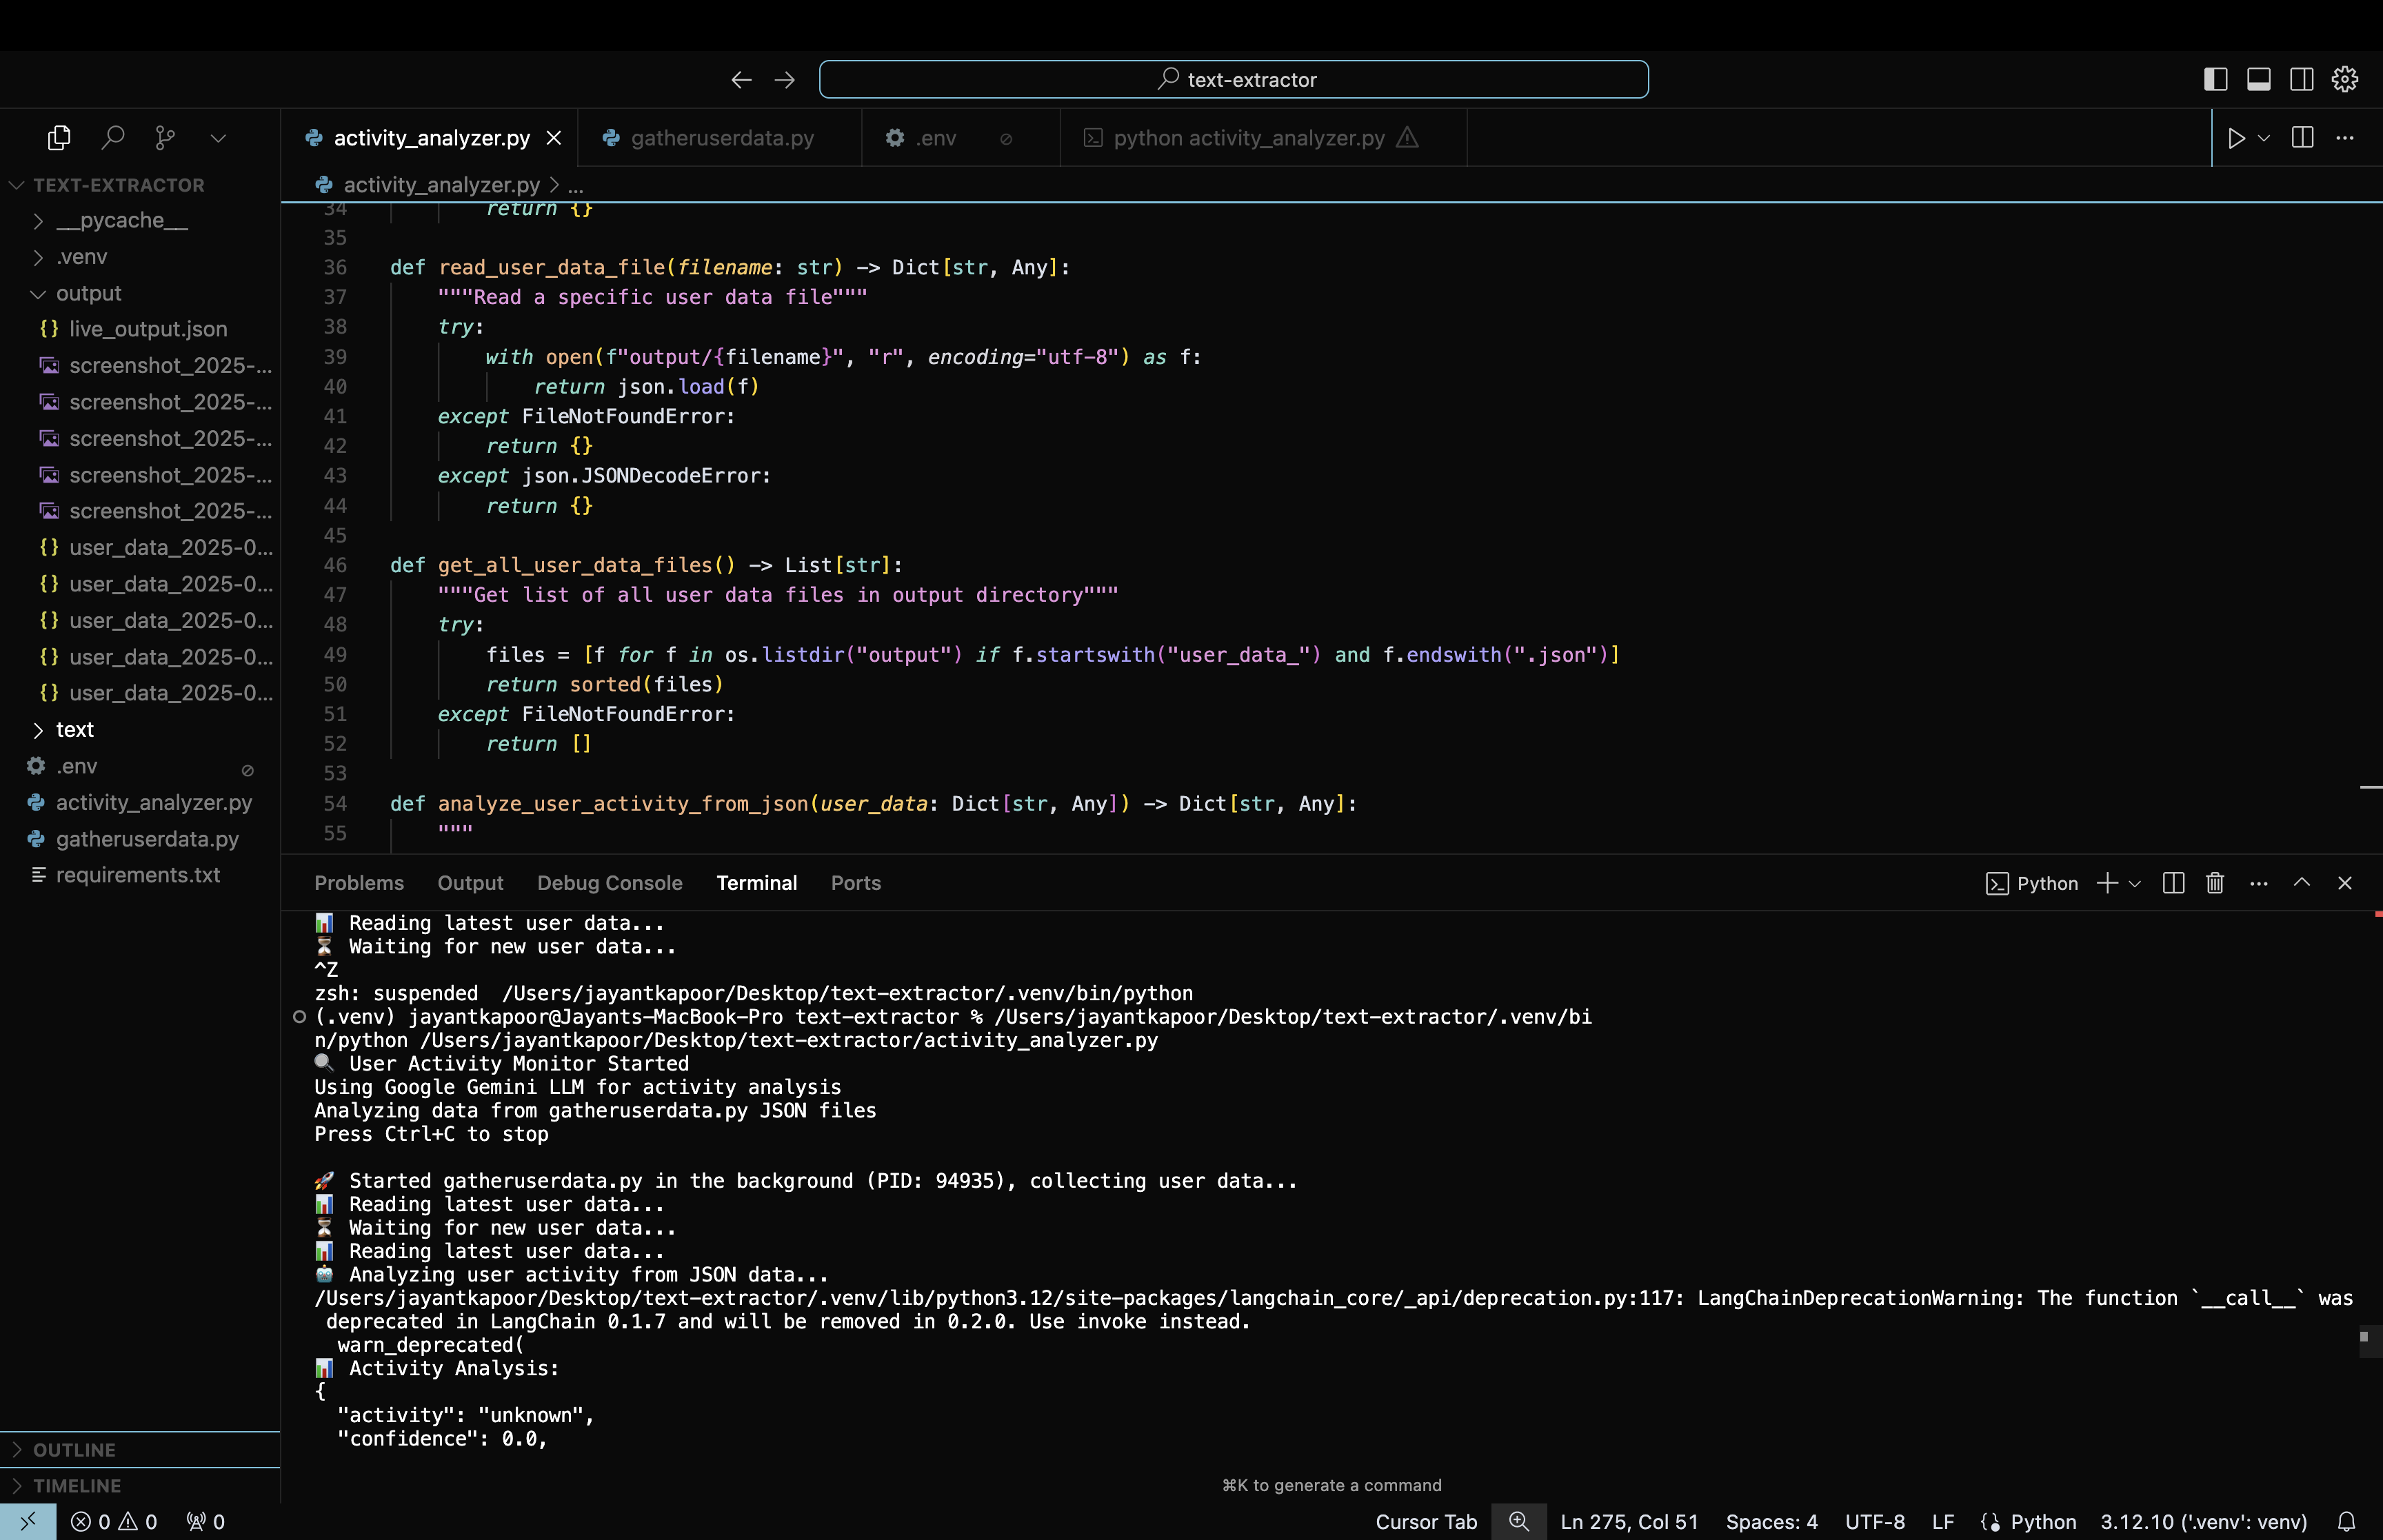 text-extractor
activity_analyzer.py
gatheruserdata.py
.env
python activity_analyzer.py
activity_analyzer.py > ...
TEXT-EXTRACTOR
__pycache__
.venv
output
live_output.json
screenshot_2025-...
screenshot_2025-...
screenshot_2025-...
screenshot_2025-...
screenshot_2025-...
user_data_2025-0...
user_data_2025-0...
user_data_2025-0...
user_data_2025-0...
user_data_2025-0...
text
.env
activity_analyzer.py
gatheruserdata.py
requirements.txt
OUTLINE
TIMELINE
34 return {}
35
36 def read_user_data_file(filename: str) -> Dict[str, Any]:
37 """Read a specific user data file"""
38 try:
39 with open(f"output/{filename}", "r", encoding="utf-8") as f:
40 return json.load(f)
41 except FileNotFoundError:
42 return {}
43 except json.JSONDecodeError:
44 return {}
45
46 def get_all_user_data_files() -> List[str]:
47 """Get list of all user data files in output directory"""
48 try:
49 files = [f for f in os.listdir("output") if f.startswith("user_data_") and f.endswith(".json")]
50 return sorted(files)
51 except FileNotFoundError:
52 return []
53
54 def analyze_user_activity_from_json(user_data: Dict[str, Any]) -> Dict[str, Any]:
55 """
Problems Output Debug Console Terminal Ports
Python
Reading latest user data...
Waiting for new user data...
^Z
zsh: suspended  /Users/jayantkapoor/Desktop/text-extractor/.venv/bin/python
(.venv) jayantkapoor@Jayants-MacBook-Pro text-extractor % /Users/jayantkapoor/Desktop/text-extractor/.venv/bi
n/python /Users/jayantkapoor/Desktop/text-extractor/activity_analyzer.py
User Activity Monitor Started
Using Google Gemini LLM for activity analysis
Analyzing data from gatheruserdata.py JSON files
Press Ctrl+C to stop
Started gatheruserdata.py in the background (PID: 94935), collecting user data...
Reading latest user data...
Waiting for new user data...
Reading latest user data...
Analyzing user activity from JSON data...
/Users/jayantkapoor/Desktop/text-extractor/.venv/lib/python3.12/site-packages/langchain_core/_api/deprecation.py:117: LangChainDeprecationWarning: The function `__call__` was
deprecated in LangChain 0.1.7 and will be removed in 0.2.0. Use invoke instead.
warn_deprecated(
Activity Analysis:
{
"activity": "unknown",
"confidence": 0.0,
⌘K to generate a command
0 0 0
Cursor Tab
Ln 275, Col 51
Spaces: 4
UTF-8
LF
Python
3.12.10 ('.venv': venv)